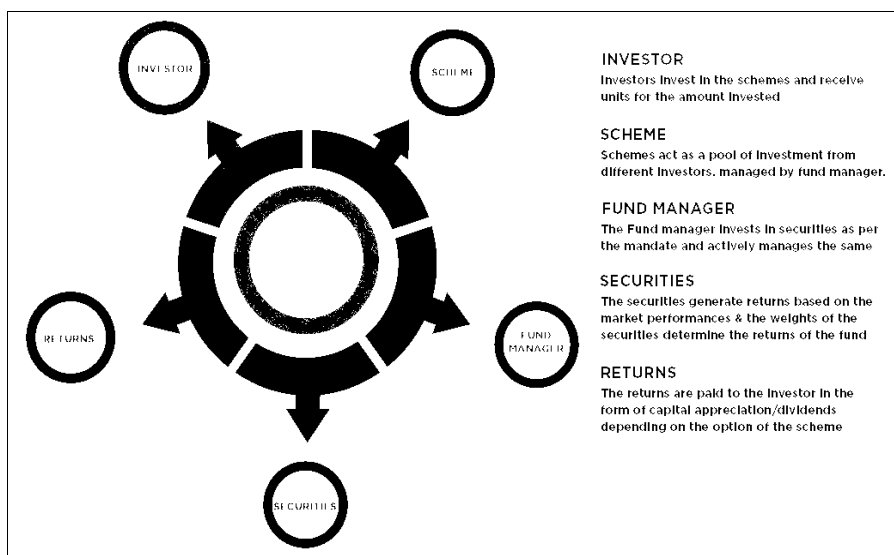 INVESTOR
SCHEME
RETURNS
FUND
MANAGER
SECURITIES
INVESTOR
Investors invest in the schemes and receive
units for the amount invested
SCHEME
Schemes act as a pool of investment from
different investors. managed by fund manager.
FUND MANAGER
The Fund manager invests in securities as per
the mandate and actively manages the same
SECURITIES
The securities generate returns based on the
market performances & the weights of the
securities determine the returns of the fund
RETURNS
The returns are paid to the investor in the
form of capital appreciation/dividends
depending on the option of the scheme